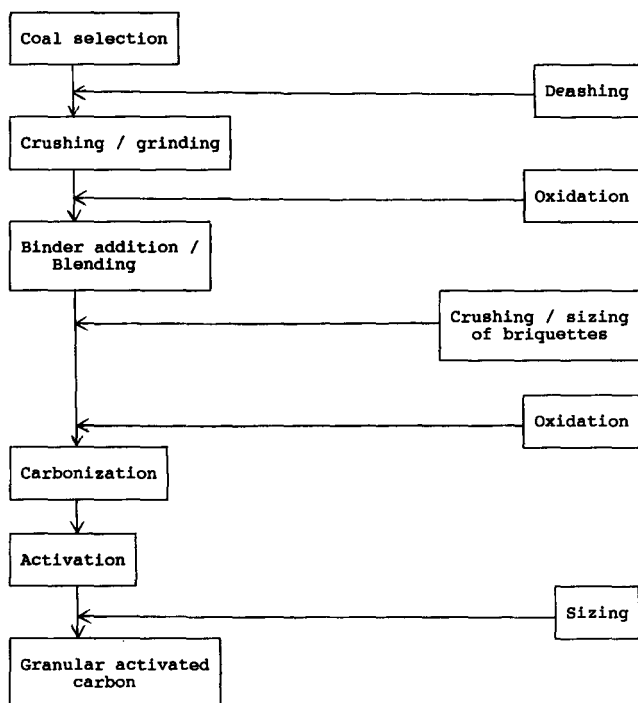 Coal selection
Deashing
Crushing / grinding
Oxidation
Binder addition /
Blending
Crushing / sizing
of briquettes
Oxidation
Carbonization
Activation
Sizing
Granular activated
carbon